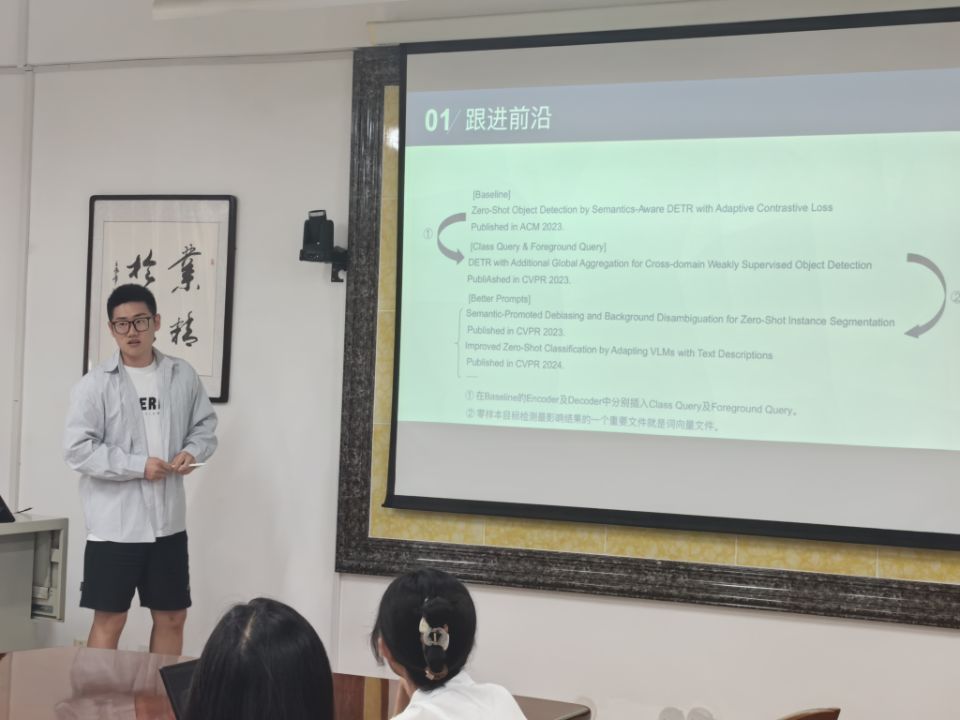 01/ 跟进前沿
[Baseline]
Zero-Shot Object Detection by Semantics-Aware DETR with Adaptive Contrastive Loss
Published in ACM 2023.
①
[Class Query & Foreground Query]
DETR with Additional Global Aggregation for Cross-domain Weakly Supervised Object Detection
PubliAshed in CVPR 2023.
②
[Better Prompts]
Semantic-Promoted Debiasing and Background Disambiguation for Zero-Shot Instance Segmentation
Published in CVPR 2023.
Improved Zero-Shot Classification by Adapting VLMs with Text Descriptions
Published in CVPR 2024.
......
① 在Baseline的Encoder及Decoder中分别插入Class Query及Foreground Query。
② 零样本目标检测最影响结果的一个重要文件就是词向量文件。
業精
於